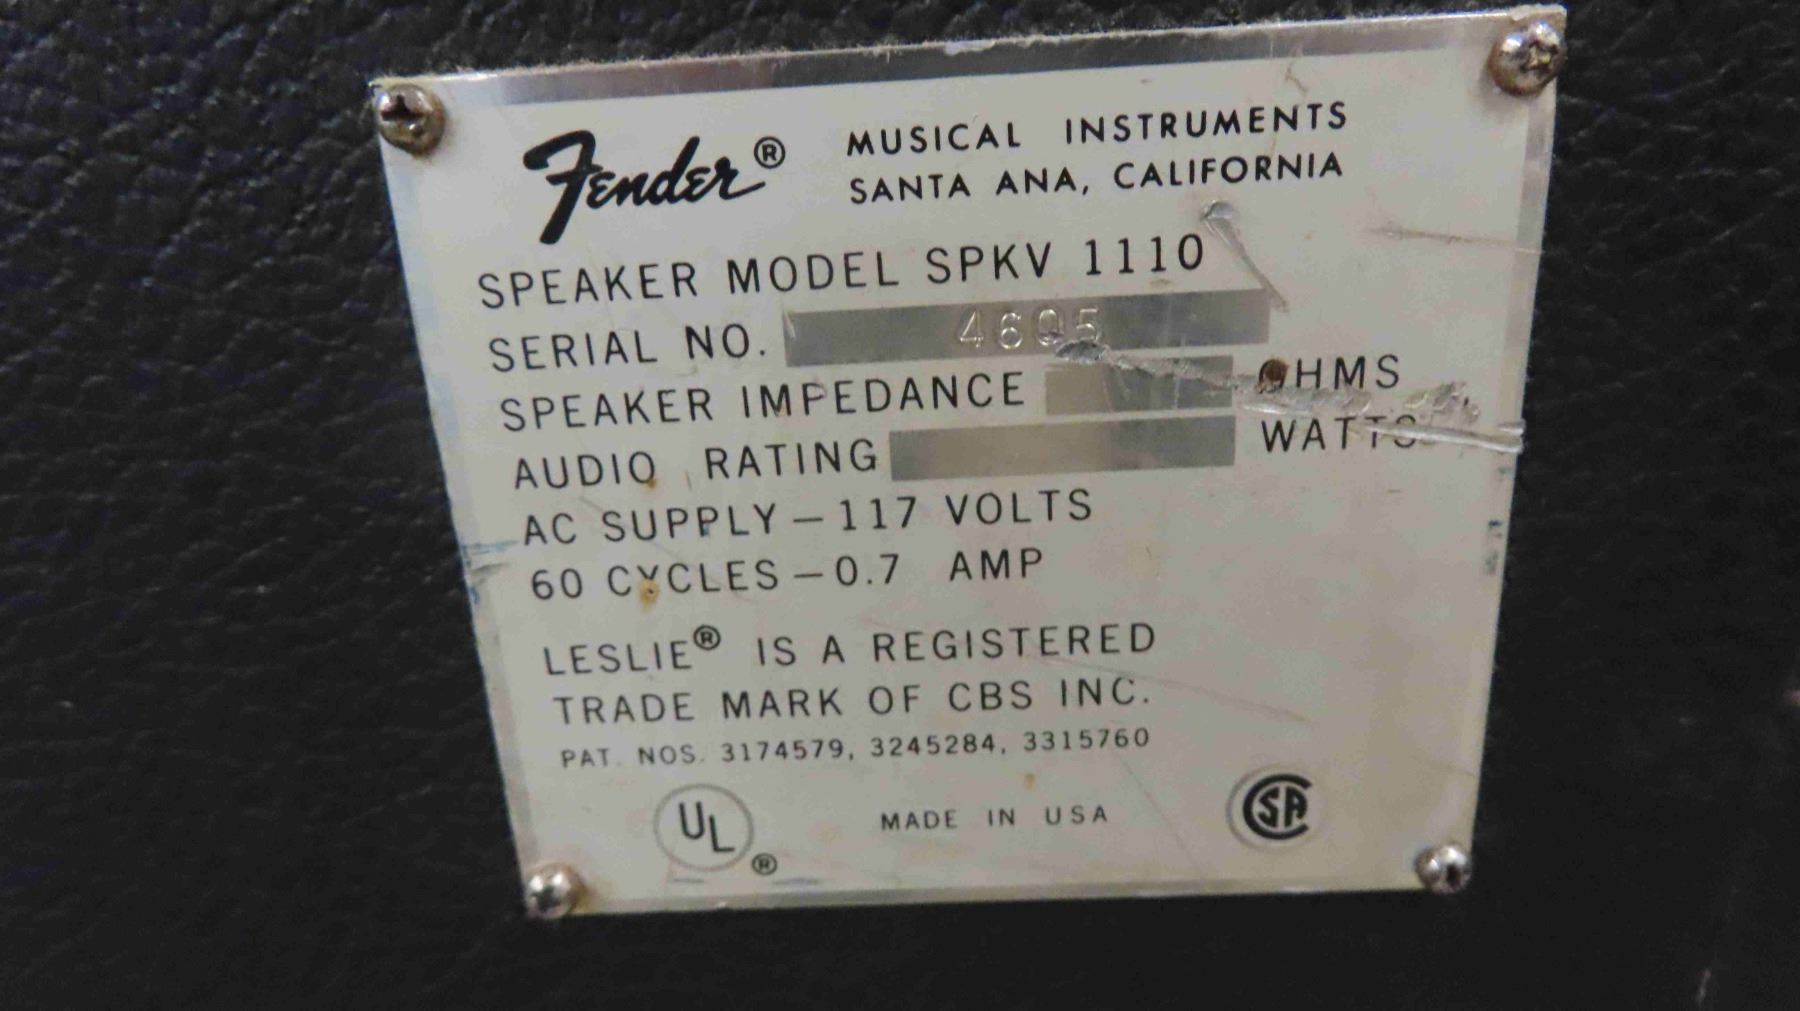 Fender® MUSICAL INSTRUMENTS
SANTA ANA, CALIFORNIA
SPEAKER MODEL SPKV 1110
SERIAL NO. 4605
SPEAKER IMPEDANCE OHMS
AUDIO RATING WATTS
AC SUPPLY – 117 VOLTS
60 CYCLES – 0.7 AMP
LESLIE® IS A REGISTERED
TRADE MARK OF CBS INC.
PAT. NOS. 3174579, 3245284, 3315760
UL® MADE IN USA CSA